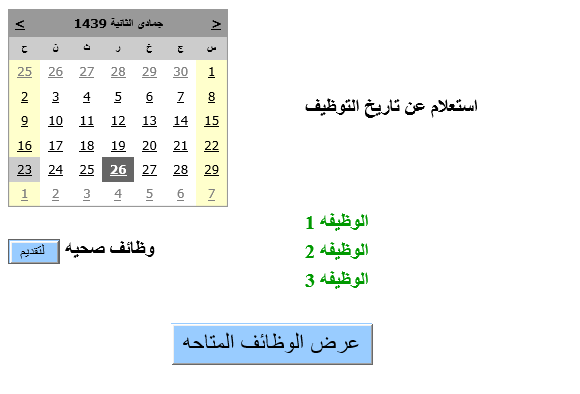 < جمادى الثانية 1439 >
ح ن ث ر خ ج س
25 26 27 28 29 30 1
2 3 4 5 6 7 8
9 10 11 12 13 14 15
16 17 18 19 20 21 22
23 24 25 26 27 28 29
1 2 3 4 5 6 7
استعلام عن تاريخ التوظيف
الوظيفه 1
الوظيفه 2
الوظيفه 3
وظائف صحيه
لتقديم
عرض الوظائف المتاحه